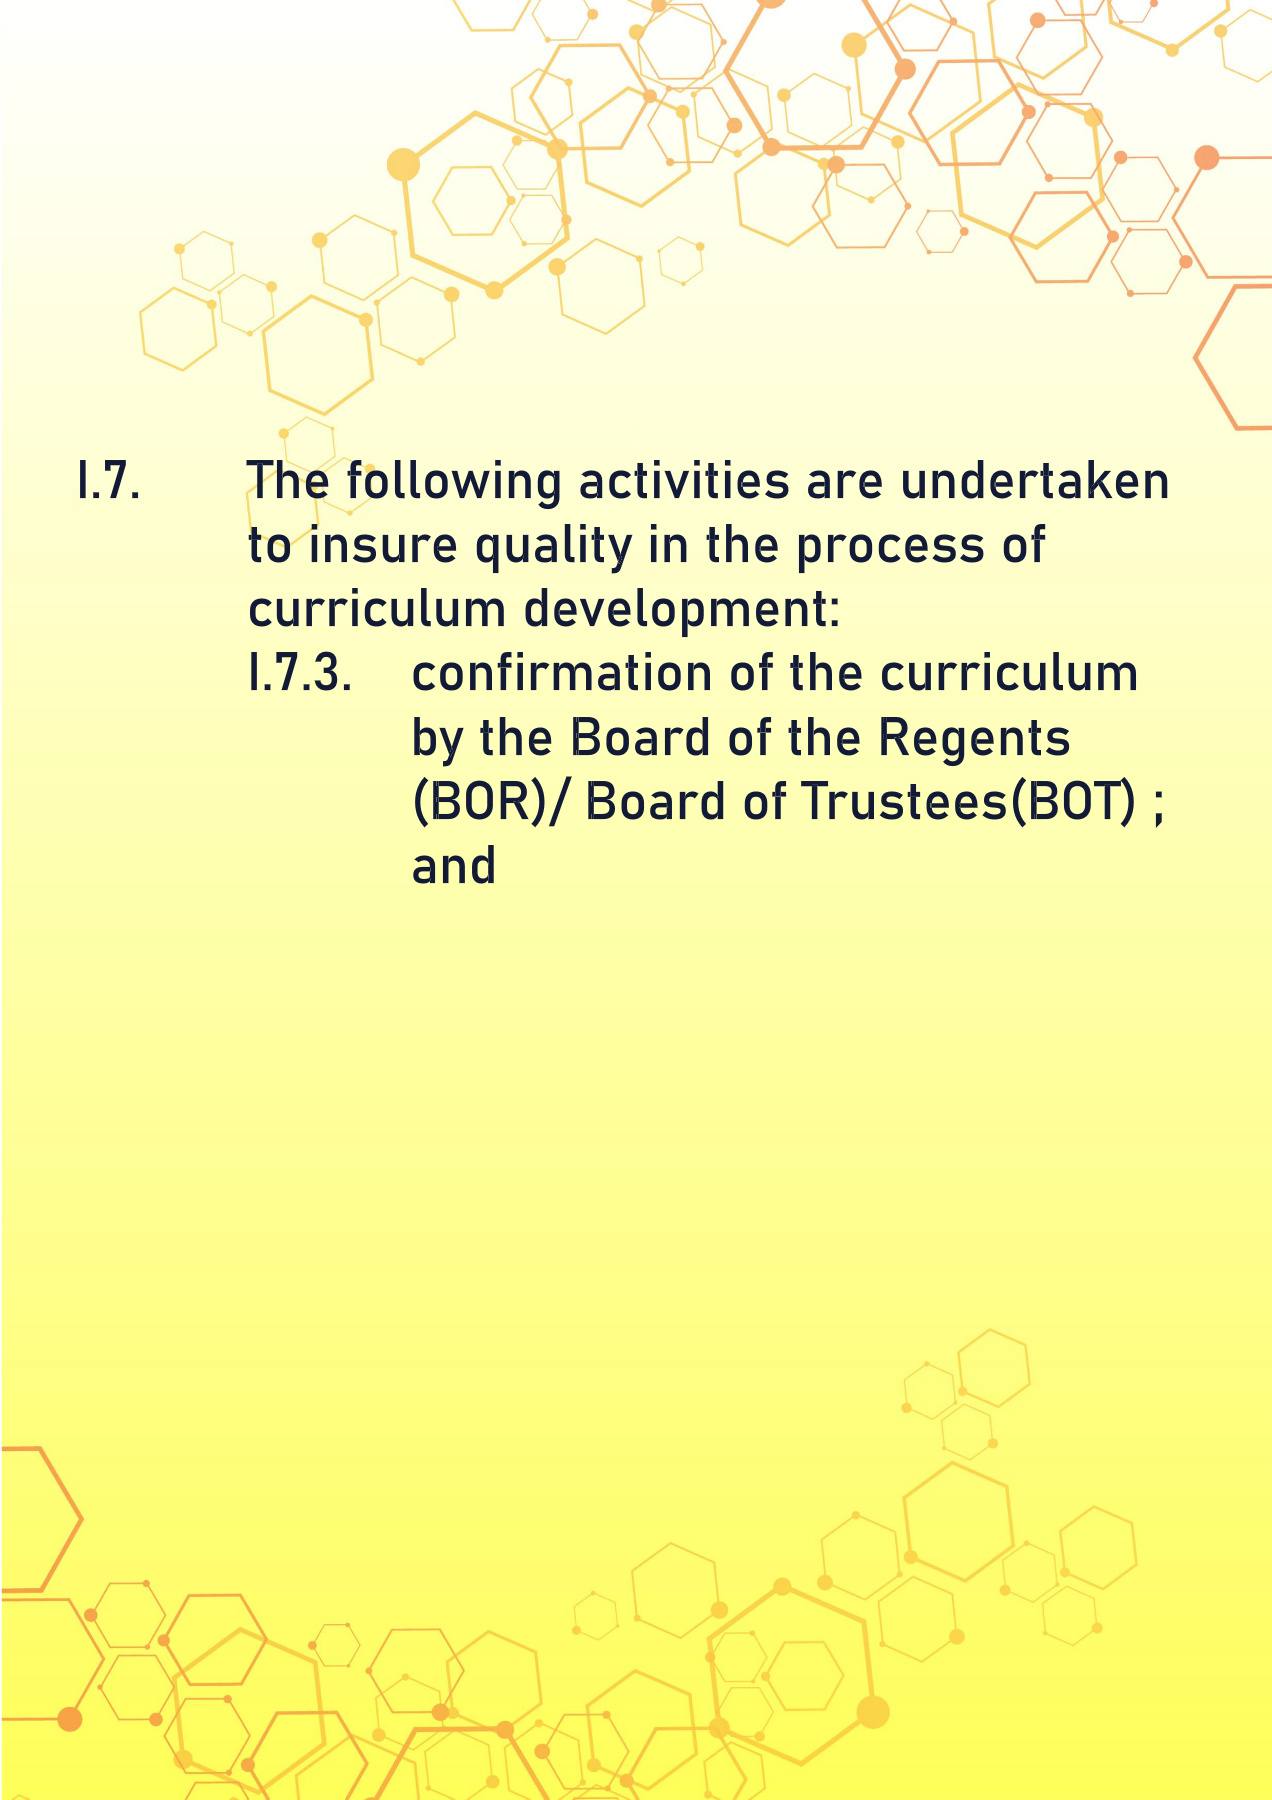 I.7. The following activities are undertaken
to insure quality in the process of
curriculum development:
I.7.3. confirmation of the curriculum
by the Board of the Regents
(BOR)/ Board of Trustees(BOT) ;
and